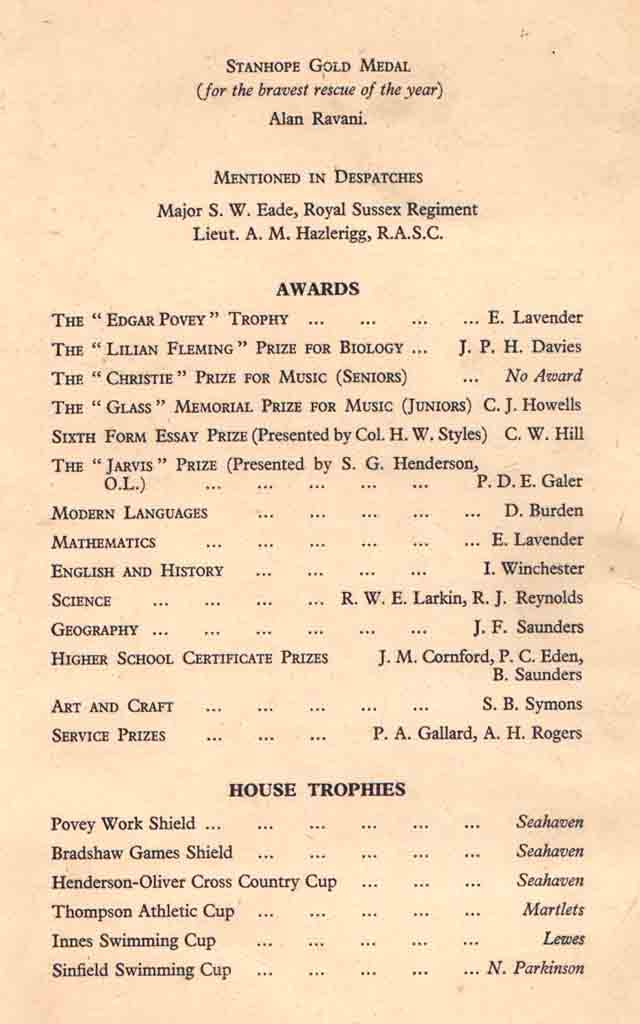 STANHOPE GOLD MEDAL
(for the bravest rescue of the year)
Alan Ravani.
MENTIONED IN DESPATCHES
Major S. W. Eade, Royal Sussex Regiment
Lieut. A. M. Hazlerigg, R.A.S.C.
AWARDS
THE "EDGAR POVEY" TROPHY ... ... ... ... E. Lavender
THE "LILIAN FLEMING" PRIZE FOR BIOLOGY ... J. P. H. Davies
THE "CHRISTIE" PRIZE FOR MUSIC (SENIORS) ... No Award
THE "GLASS" MEMORIAL PRIZE FOR MUSIC (JUNIORS) C. J. Howells
SIXTH FORM ESSAY PRIZE (Presented by Col. H. W. Styles) C. W. Hill
THE "JARVIS" PRIZE (Presented by S. G. Henderson,
O.L.) ... ... ... ... ... P. D. E. Galer
MODERN LANGUAGES ... ... ... ... ... D. Burden
MATHEMATICS ... ... ... ... ... ... E. Lavender
ENGLISH AND HISTORY ... ... ... ... I. Winchester
SCIENCE ... ... ... ... R. W. E. Larkin, R. J. Reynolds
GEOGRAPHY ... ... ... ... ... ... J. F. Saunders
HIGHER SCHOOL CERTIFICATE PRIZES J. M. Cornford, P. C. Eden,
B. Saunders
ART AND CRAFT ... ... ... ... ... S. B. Symons
SERVICE PRIZES ... ... ... P. A. Gallard, A. H. Rogers
HOUSE TROPHIES
Povey Work Shield ... ... ... ... ... ... Seahaven
Bradshaw Games Shield ... ... ... ... ... Seahaven
Henderson-Oliver Cross Country Cup ... ... ... Seahaven
Thompson Athletic Cup ... ... ... ... ... Martlets
Innes Swimming Cup ... ... ... ... ... Lewes
Sinfield Swimming Cup ... ... ... ... ... N. Parkinson